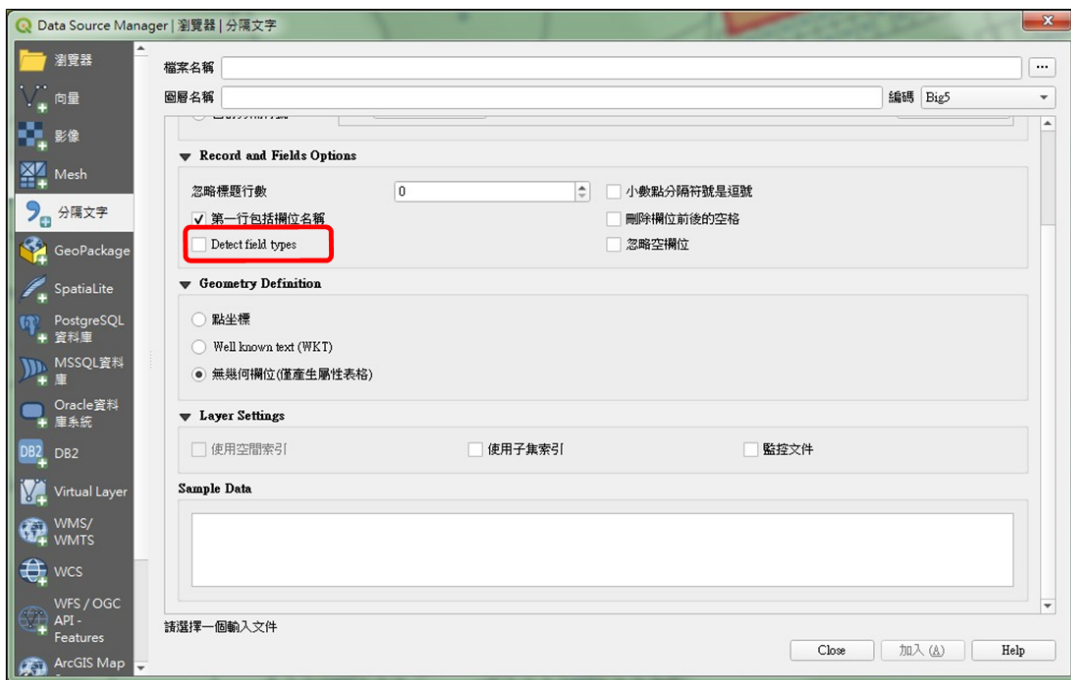 Data Source Manager | 瀏覽器 | 分隔文字
瀏覽器
向量
影像
Mesh
分隔文字
GeoPackage
SpatiaLite
PostgreSQL
資料庫
MSSQL資料
庫
Oracle資料
庫系統
DB2
DB2
Virtual Layer
WMS/
WMTS
WCS
WFS / OGC
API -
Features
ArcGIS Map
檔案名稱
...
圖層名稱
編碼 Big5
Record and Fields Options
忽略標題行數 0
小數點分隔符號是逗號
第一行包括欄位名稱
刪除欄位前後的空格
Detect field types
忽略空欄位
Geometry Definition
點坐標
Well known text (WKT)
無幾何欄位(僅產生屬性表格)
Layer Settings
使用空間索引
使用子集索引
監控文件
Sample Data
請選擇一個輸入文件
Close
加入 (A)
Help